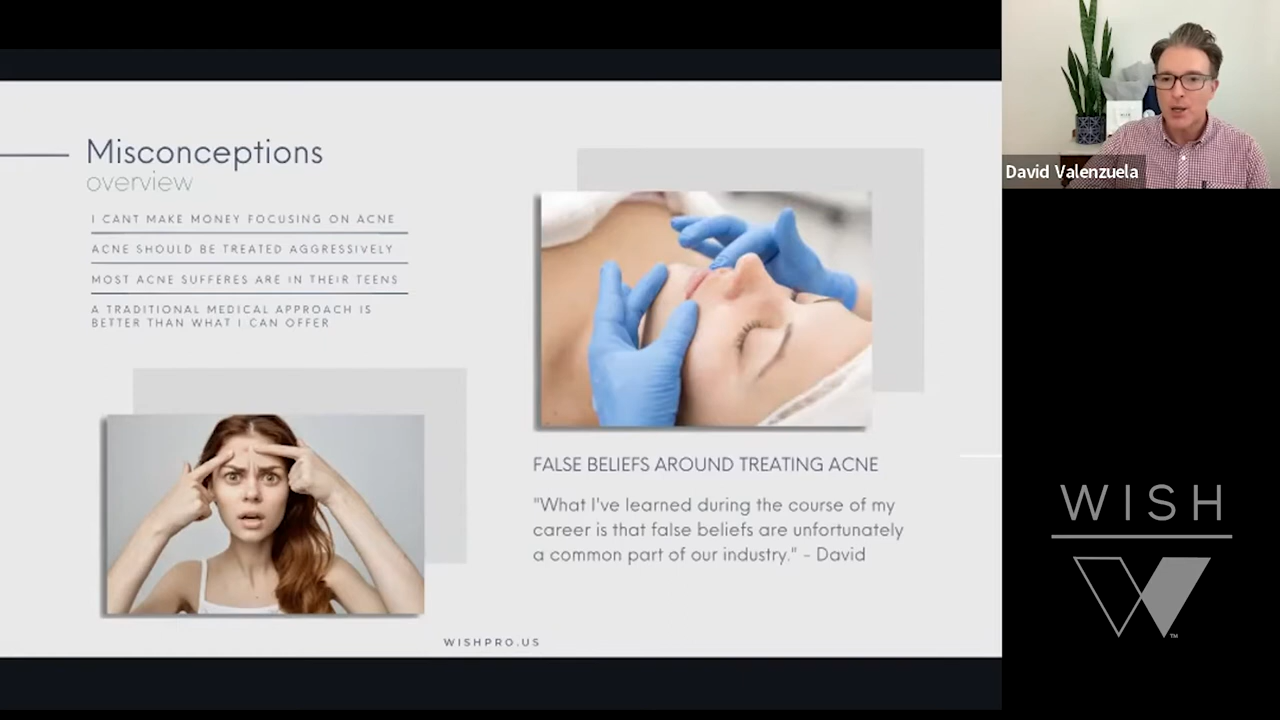 Misconceptions
overview
I CANT MAKE MONEY FOCUSING ON ACNE
ACNE SHOULD BE TREATED AGGRESSIVELY
MOST ACNE SUFFERES ARE IN THEIR TEENS
A TRADITIONAL MEDICAL APPROACH IS
BETTER THAN WHAT I CAN OFFER
FALSE BELIEFS AROUND TREATING ACNE
"What I've learned during the course of my
career is that false beliefs are unfortunately
a common part of our industry." - David
WISHPRO.US
David Valenzuela
WISH
WISH
TM